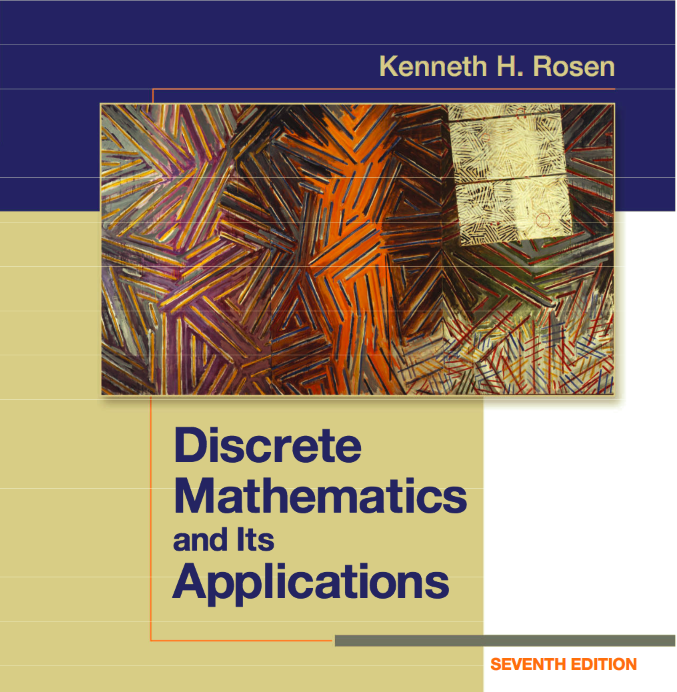 Kenneth H. Rosen
Discrete
Mathematics
and Its
Applications
SEVENTH EDITION